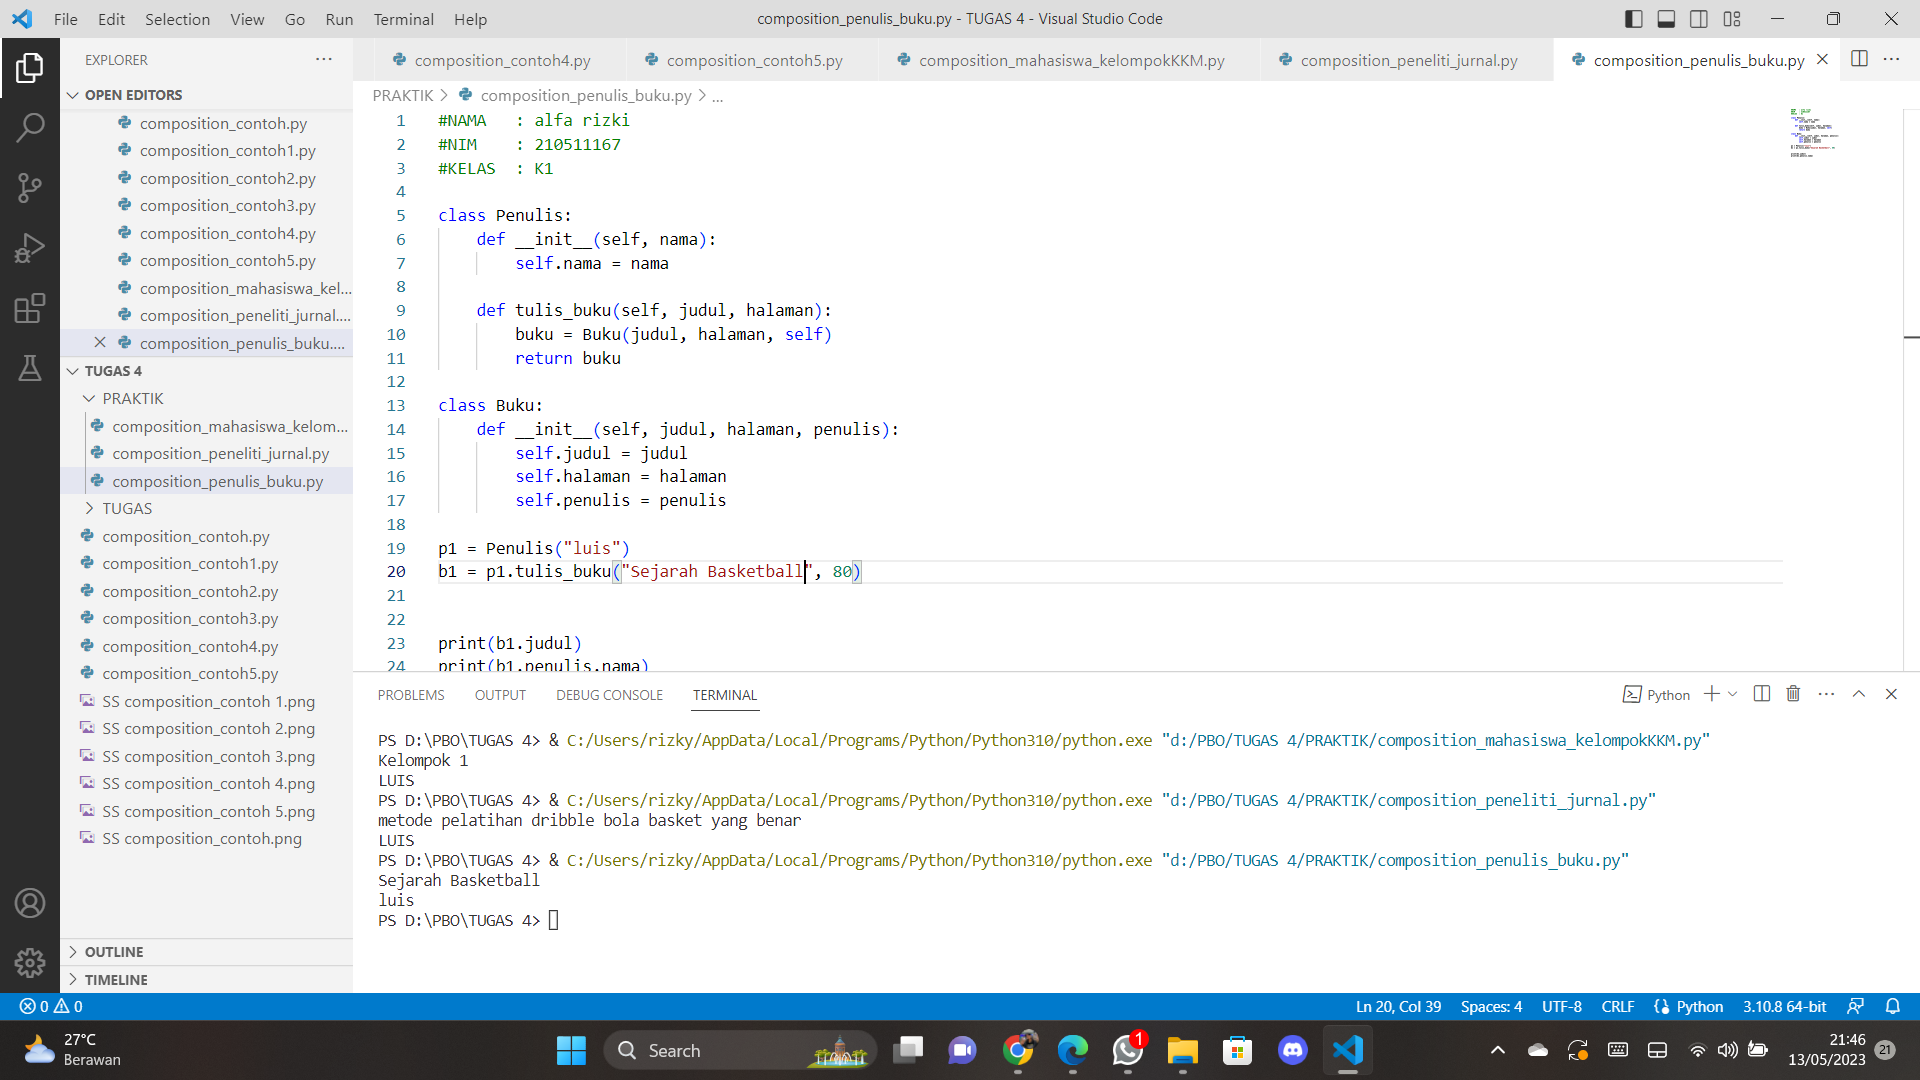 File Edit Selection View Go Run Terminal Help
composition_penulis_buku.py - TUGAS 4 - Visual Studio Code
EXPLORER
OPEN EDITORS
composition_contoh.py
composition_contoh1.py
composition_contoh2.py
composition_contoh3.py
composition_contoh4.py
composition_contoh5.py
composition_mahasiswa_kel...
composition_peneliti_jurnal....
composition_penulis_buku....
TUGAS 4
PRAKTIK
composition_mahasiswa_kelom...
composition_peneliti_jurnal.py
composition_penulis_buku.py
TUGAS
composition_contoh.py
composition_contoh1.py
composition_contoh2.py
composition_contoh3.py
composition_contoh4.py
composition_contoh5.py
SS composition_contoh 1.png
SS composition_contoh 2.png
SS composition_contoh 3.png
SS composition_contoh 4.png
SS composition_contoh 5.png
SS composition_contoh.png
OUTLINE
TIMELINE
composition_contoh4.py composition_contoh5.py composition_mahasiswa_kelompokKKM.py composition_peneliti_jurnal.py composition_penulis_buku.py
PRAKTIK > composition_penulis_buku.py > ...
1 #NAMA   : alfa rizki
2 #NIM    : 210511167
3 #KELAS  : K1
4
5 class Penulis:
6     def __init__(self, nama):
7         self.nama = nama
8
9     def tulis_buku(self, judul, halaman):
10         buku = Buku(judul, halaman, self)
11         return buku
12
13 class Buku:
14     def __init__(self, judul, halaman, penulis):
15         self.judul = judul
16         self.halaman = halaman
17         self.penulis = penulis
18
19 p1 = Penulis("luis")
20 b1 = p1.tulis_buku("Sejarah Basketball", 80)
21
22
23 print(b1.judul)
24 print(b1.penulis.nama)
PROBLEMS OUTPUT DEBUG CONSOLE TERMINAL
Python
PS D:\PBO\TUGAS 4> & C:/Users/rizky/AppData/Local/Programs/Python/Python310/python.exe "d:/PBO/TUGAS 4/PRAKTIK/composition_mahasiswa_kelompokKKM.py"
Kelompok 1
LUIS
PS D:\PBO\TUGAS 4> & C:/Users/rizky/AppData/Local/Programs/Python/Python310/python.exe "d:/PBO/TUGAS 4/PRAKTIK/composition_peneliti_jurnal.py"
metode pelatihan dribble bola basket yang benar
LUIS
PS D:\PBO\TUGAS 4> & C:/Users/rizky/AppData/Local/Programs/Python/Python310/python.exe "d:/PBO/TUGAS 4/PRAKTIK/composition_penulis_buku.py"
Sejarah Basketball
luis
PS D:\PBO\TUGAS 4>
0 0
Ln 20, Col 39 Spaces: 4 UTF-8 CRLF Python 3.10.8 64-bit
27°C
Berawan
Search
1
21:46
13/05/2023
21